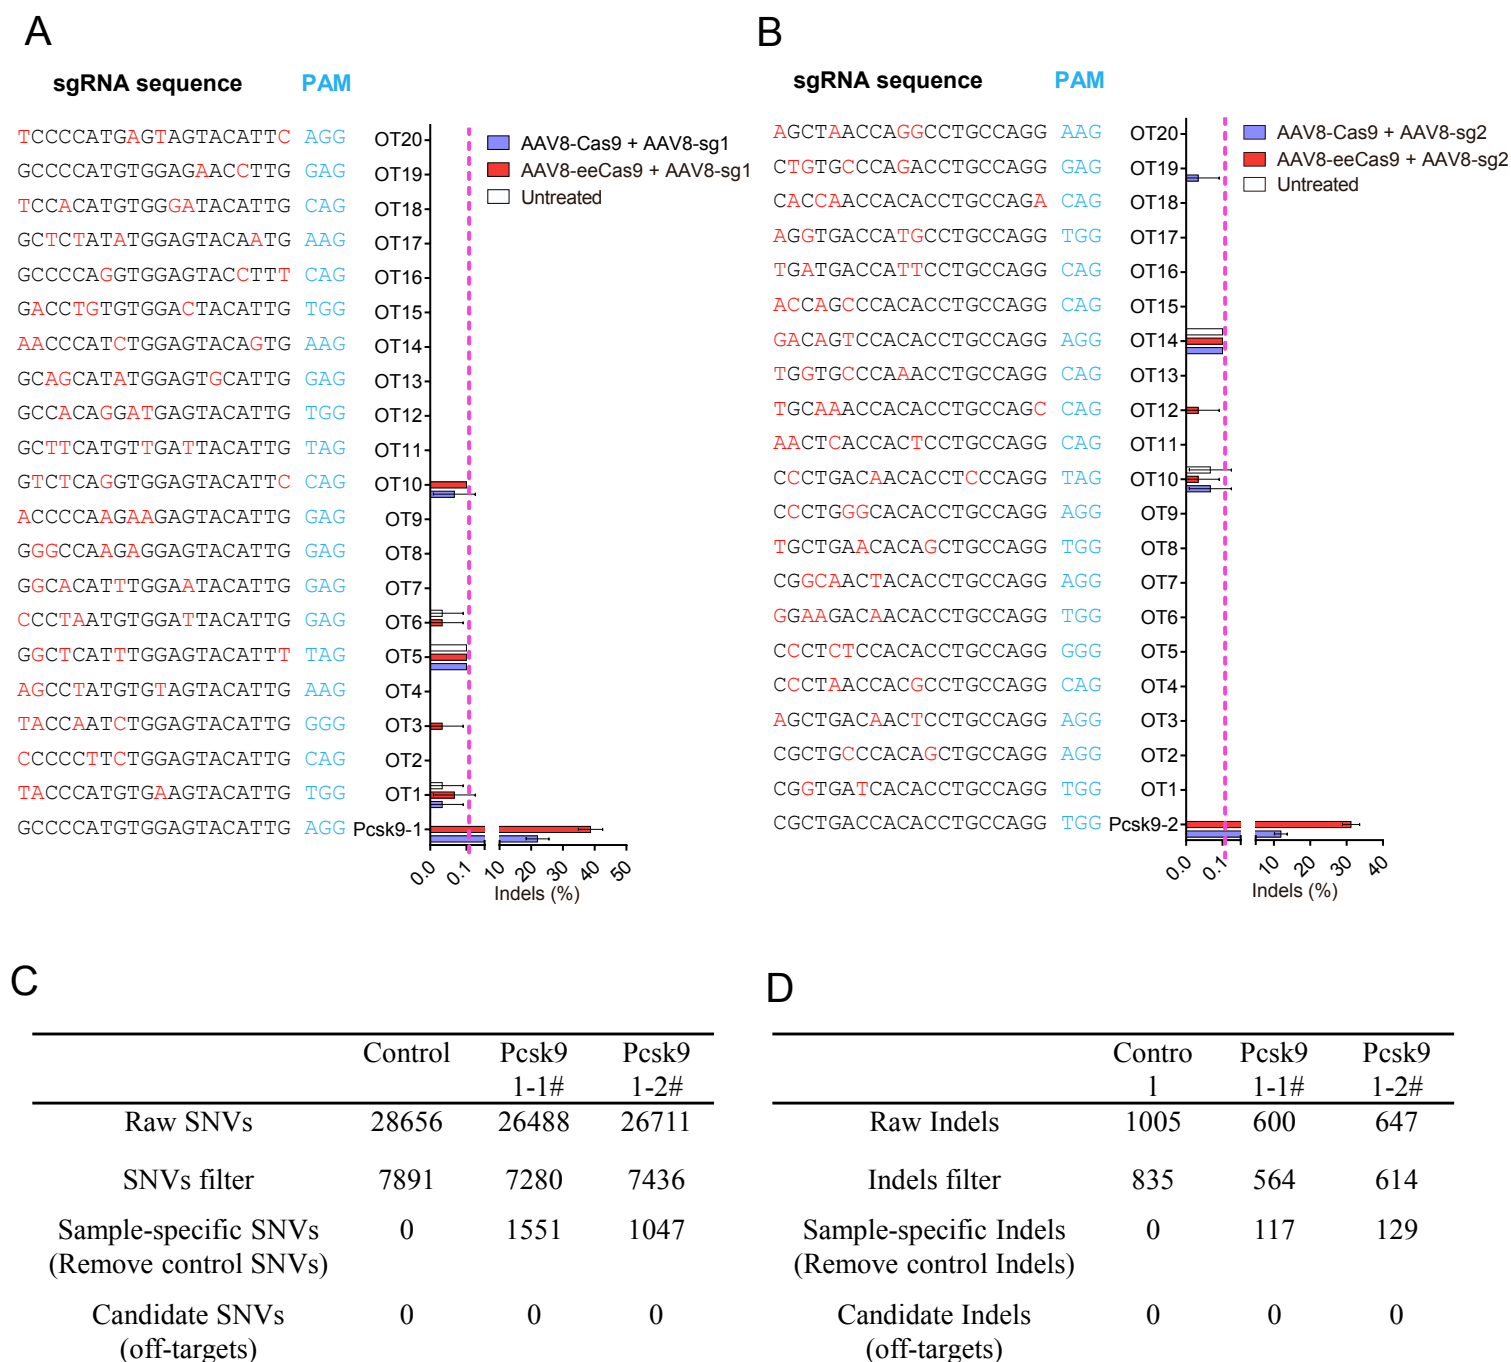 A
sgRNA sequence PAM
TCCCCATGAGTAGTACATTC AGG OT20
GCCCCATGTGGAGAACCTTG GAG OT19
TCCACATGTGGGATACATTG CAG OT18
GCTCTATATGGAGTACAATG AAG OT17
GCCCCAGGTGGAGTACCTTT CAG OT16
GACCTGTGTGGACTACATTG TGG OT15
AACCCATCTGGAGTACAGTG AAG OT14
GCAGCATATGGAGTGCATTG GAG OT13
GCCACAGGATGAGTACATTG TGG OT12
GCTTCATGTTGATTACATTG TAG OT11
GTCTCAGGTGGAGTACATTC CAG OT10
ACCCCAAGAAGAGTACATTG GAG OT9
GGGCCAAGAGGAGTACATTG GAG OT8
GGCACATTTGGAATACATTG GAG OT7
CCCTAATGTGGATTACATTG GAG OT6
GGCTCATTTGGAGTACATTT TAG OT5
AGCCTATGTGTAGTACATTG AAG OT4
TACCAATCTGGAGTACATTG GGG OT3
CCCCCTTCTGGAGTACATTG CAG OT2
TACCCATGTGAAGTACATTG TGG OT1
GCCCCATGTGGAGTACATTG AGG Pcsk9-1
AAV8-Cas9 + AAV8-sg1
AAV8-eeCas9 + AAV8-sg1
Untreated
0.0 0.1 10 20 30 40 50
Indels (%)
B
sgRNA sequence PAM
AGCTAACCAGGCCTGCCAGG AAG OT20
CTGTGCCCAGACCTGCCAGG GAG OT19
CACCAACCACACCTGCCAGA CAG OT18
AGGTGACCATGCCTGCCAGG TGG OT17
TGATGACCATTCCTGCCAGG CAG OT16
ACCAGCCCACACCTGCCAGG CAG OT15
GACAGTCCACACCTGCCAGG AGG OT14
TGGTGCCCAAACCTGCCAGG CAG OT13
TGCAAACCACACCTGCCAGC CAG OT12
AACTCACCACTCCTGCCAGG CAG OT11
CCCTGACAACACCTCCCAGG TAG OT10
CCCTGGGCACACCTGCCAGG AGG OT9
TGCTGAACACAGCTGCCAGG TGG OT8
CGGCAACTACACCTGCCAGG AGG OT7
GGAAGACAACACCTGCCAGG TGG OT6
CCCTCTCCACACCTGCCAGG GGG OT5
CCCTAACCACGCCTGCCAGG CAG OT4
AGCTGACAACTCCTGCCAGG AGG OT3
CGCTGCCCACAGCTGCCAGG AGG OT2
CGGTGATCACACCTGCCAGG TGG OT1
CGCTGACCACACCTGCCAGG TGG Pcsk9-2
AAV8-Cas9 + AAV8-sg2
AAV8-eeCas9 + AAV8-sg2
Untreated
0.0 0.1 10 20 30 40
Indels (%)
C
Control Pcsk9 Pcsk9
1-1# 1-2#
Raw SNVs 28656 26488 26711
SNVs filter 7891 7280 7436
Sample-specific SNVs 0 1551 1047
(Remove control SNVs)
Candidate SNVs 0 0 0
(off-targets)
D
Contro Pcsk9 Pcsk9
l 1-1# 1-2#
Raw Indels 1005 600 647
Indels filter 835 564 614
Sample-specific Indels 0 117 129
(Remove control Indels)
Candidate Indels 0 0 0
(off-targets)